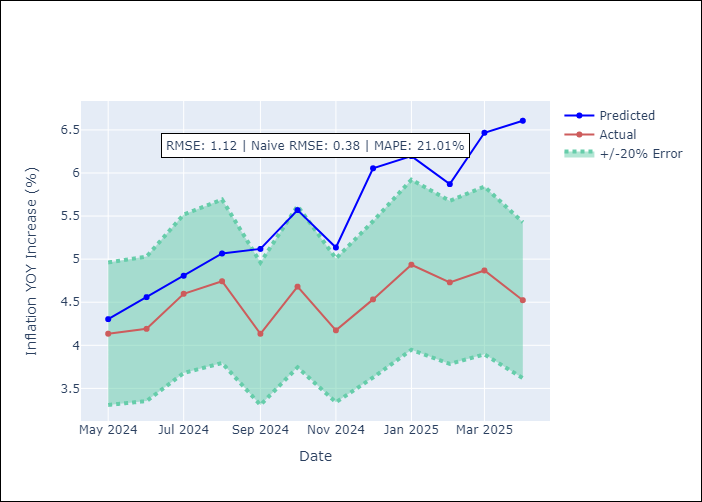 Predicted
Actual
+/-20% Error
RMSE: 1.12 | Naive RMSE: 0.38 | MAPE: 21.01%
Inflation YOY Increase (%)
6.5
6
5.5
5
4.5
4
3.5
May 2024
Jul 2024
Sep 2024
Nov 2024
Jan 2025
Mar 2025
Date